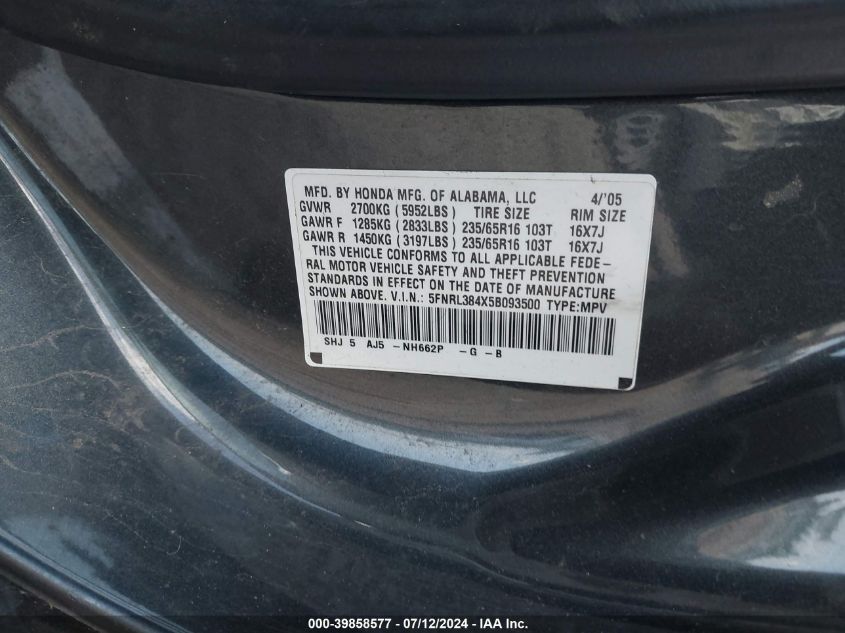 MFD. BY HONDA MFG. OF ALABAMA, LLC 4/'05
GVWR 2700KG (5952LBS) TIRE SIZE RIM SIZE
GAWR F 1285KG (2833LBS) 235/65R16 103T 16X7J
GAWR R 1450KG (3197LBS) 235/65R16 103T 16X7J
THIS VEHICLE CONFORMS TO ALL APPLICABLE FEDE-
RAL MOTOR VEHICLE SAFETY AND THEFT PREVENTION
STANDARDS IN EFFECT ON THE DATE OF MANUFACTURE
SHOWN ABOVE. V.I.N.: 5FNRL384X5B093500 TYPE:MPV
SHJ 5 AJ5 -NH662P -G -B
000-39858577 - 07/12/2024 - IAA Inc.